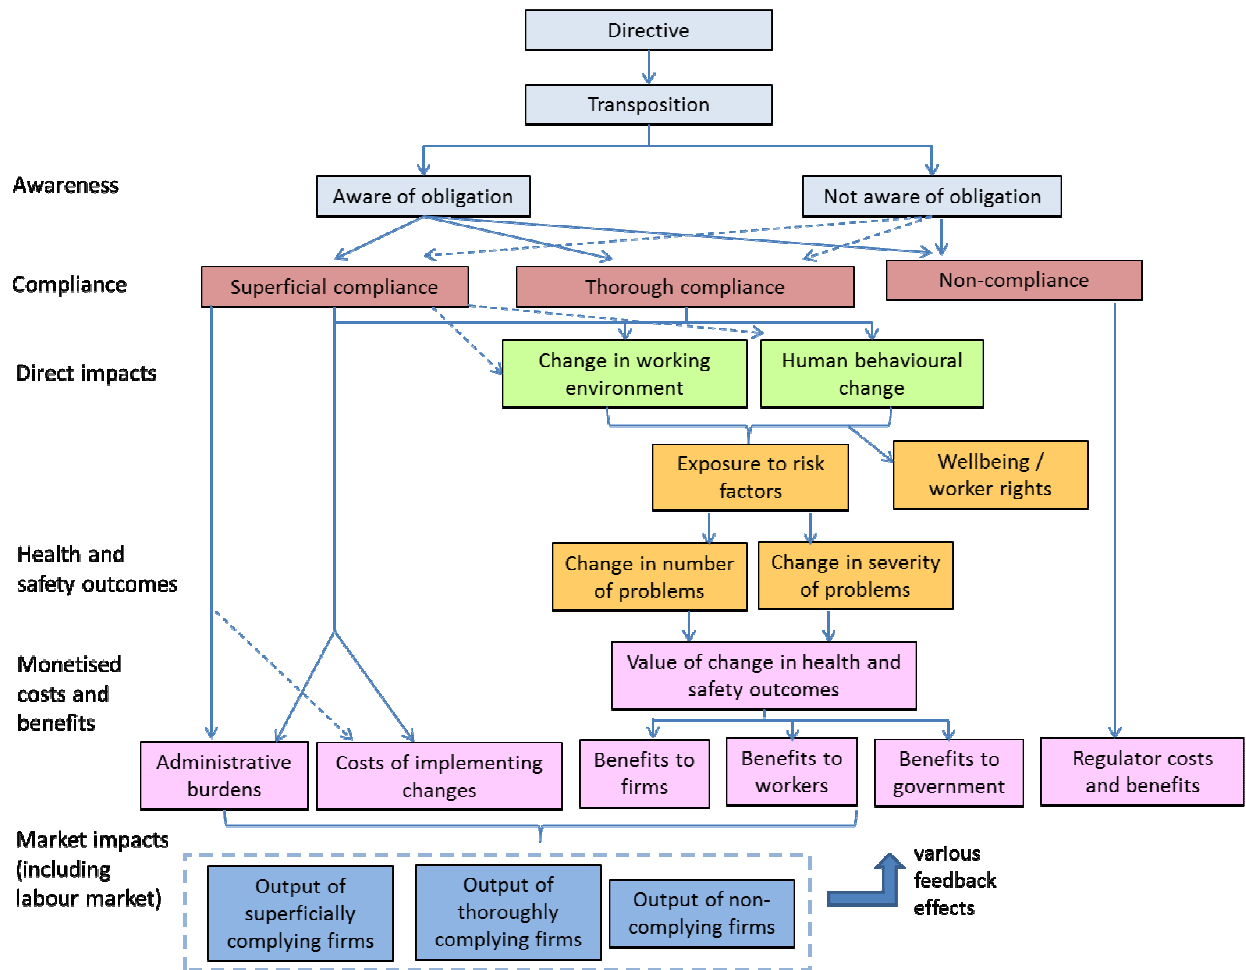 Directive
Transposition
Awareness
Aware of obligation
Not aware of obligation
Compliance
Superficial compliance
Thorough compliance
Non-compliance
Direct impacts
Change in working
environment
Human behavioural
change
Exposure to risk
factors
Wellbeing /
worker rights
Health and
safety outcomes
Change in number
of problems
Change in severity
of problems
Monetised
costs and
benefits
Value of change in health and
safety outcomes
Administrative
burdens
Costs of implementing
changes
Benefits to
firms
Benefits to
workers
Benefits to
government
Regulator costs
and benefits
Market impacts
(including
labour market)
Output of
superficially
complying firms
Output of
thoroughly
complying firms
Output of non-
complying firms
various
feedback
effects